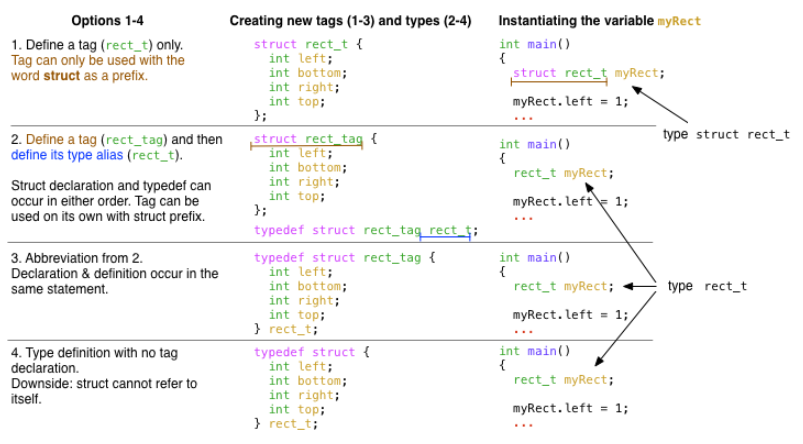 Options 1-4
Creating new tags (1-3) and types (2-4)
Instantiating the variable myRect
1. Define a tag (rect_t) only.
Tag can only be used with the
word struct as a prefix.
struct rect_t {
int left;
int bottom;
int right;
int top;
};
int main()
{
struct rect_t myRect;
myRect.left = 1;
...
type struct rect_t
2. Define a tag (rect_tag) and then
define its type alias (rect_t).
Struct declaration and typedef can
occur in either order. Tag can be
used on its own with struct prefix.
struct rect_tag {
int left;
int bottom;
int right;
int top;
};
typedef struct rect_tag rect_t;
int main()
{
rect_t myRect;
myRect.left = 1;
...
3. Abbreviation from 2.
Declaration & definition occur in the
same statement.
typedef struct rect_tag {
int left;
int bottom;
int right;
int top;
} rect_t;
int main()
{
rect_t myRect;
myRect.left = 1;
...
type rect_t
4. Type definition with no tag
declaration.
Downside: struct cannot refer to
itself.
typedef struct {
int left;
int bottom;
int right;
int top;
} rect_t;
int main()
{
rect_t myRect;
myRect.left = 1;
...